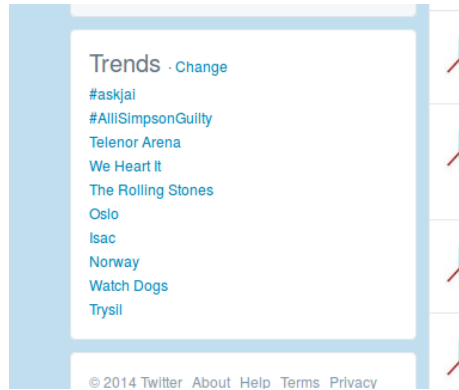 Trends · Change
#askjai
#AlliSimpsonGuilty
Telenor Arena
We Heart It
The Rolling Stones
Oslo
Isac
Norway
Watch Dogs
Trysil
© 2014 Twitter About Help Terms Privacy